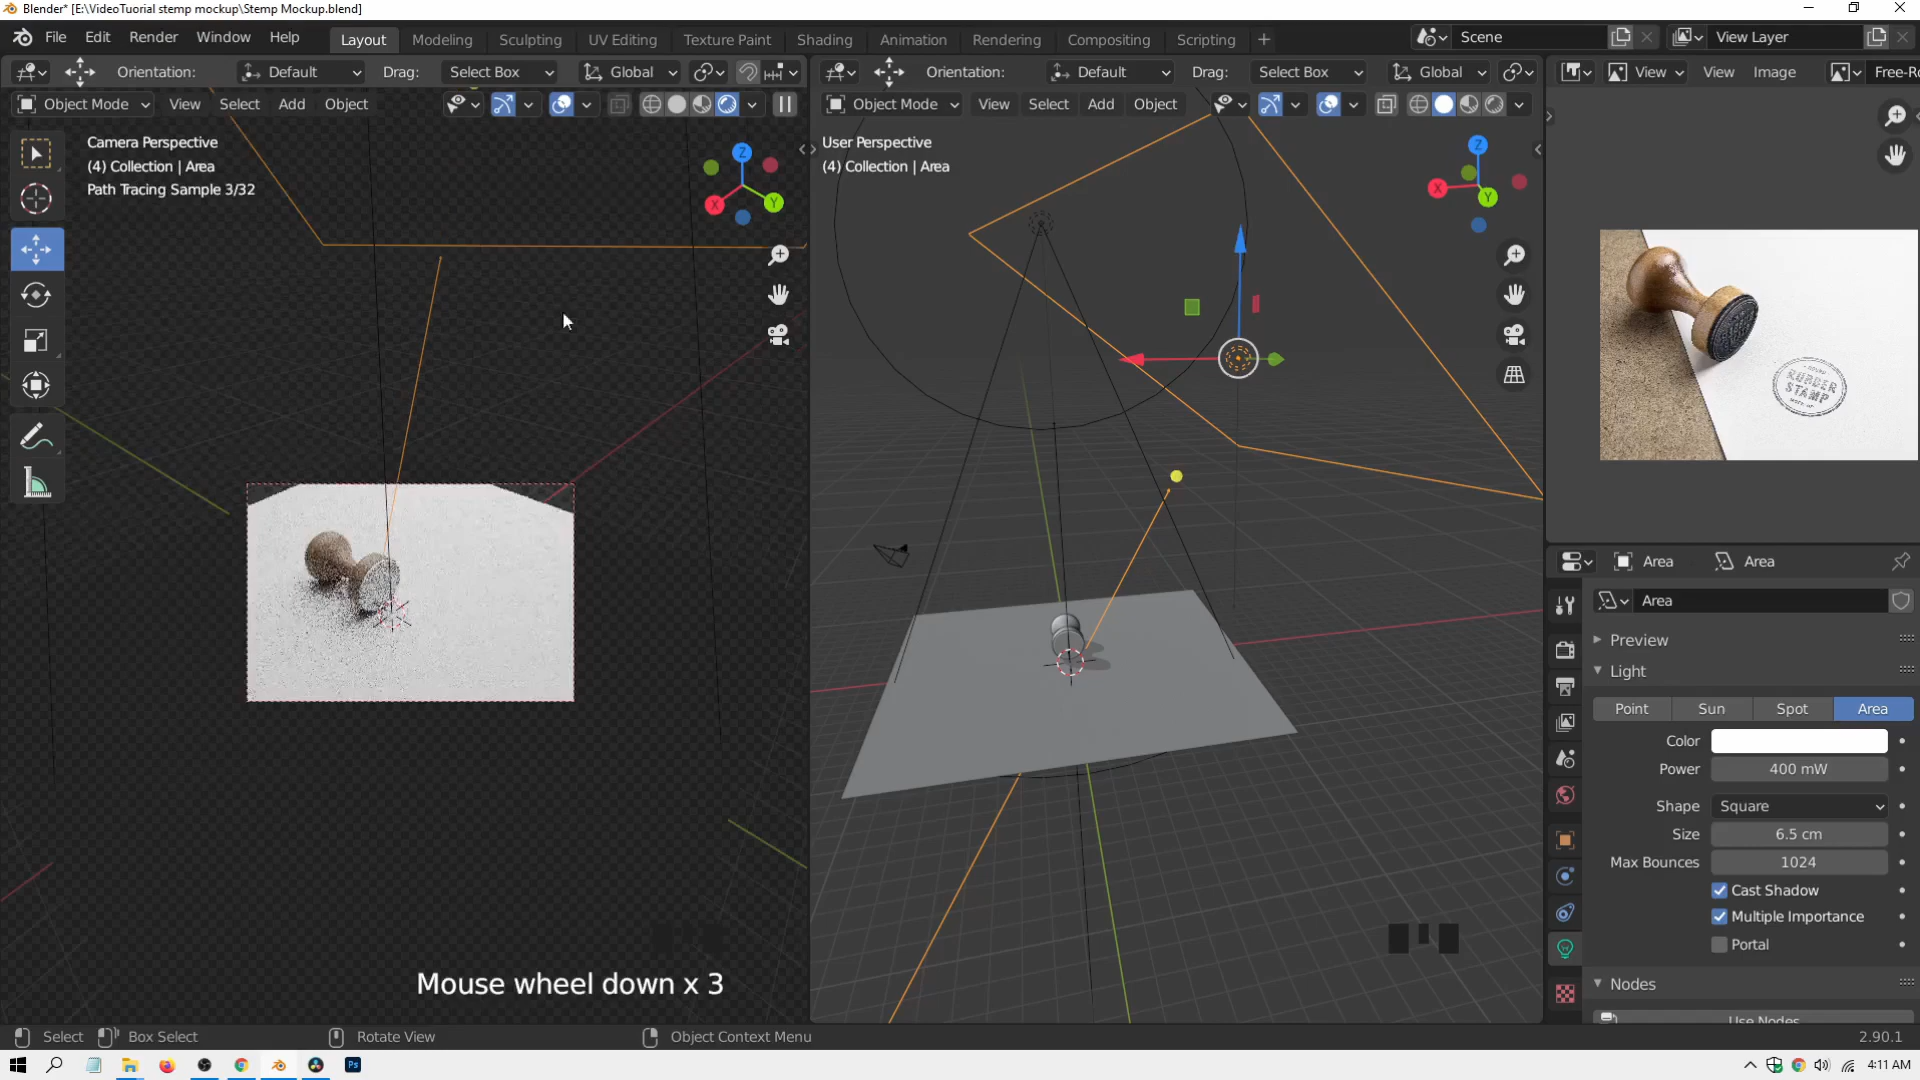 Blender* [E:\VideoTuorial stemp mockup\Stemp Mockup.blend]
File Edit Render Window Help
Layout Modeling Sculpting UV Editing Texture Paint Shading Animation Rendering Compositing Scripting +
Scene
View Layer
Orientation: Default Drag: Select Box Global
Orientation: Default Drag: Select Box Global
View View Image Free-Ro
Object Mode View Select Add Object
Object Mode View Select Add Object
Camera Perspective
(4) Collection | Area
Path Tracing Sample 3/32
User Perspective
(4) Collection | Area
Z
X
Y
Z
X
Y
RUBBER
STAMP
Area Area
Area
Preview
Light
Point Sun Spot Area
Color
Power 400 mW
Shape Square
Size 6.5 cm
Max Bounces 1024
Cast Shadow
Multiple Importance
Portal
Nodes
Use Nodes
Mouse wheel down x 3
Select Box Select Rotate View Object Context Menu
2.90.1
Ps
4:11 AM